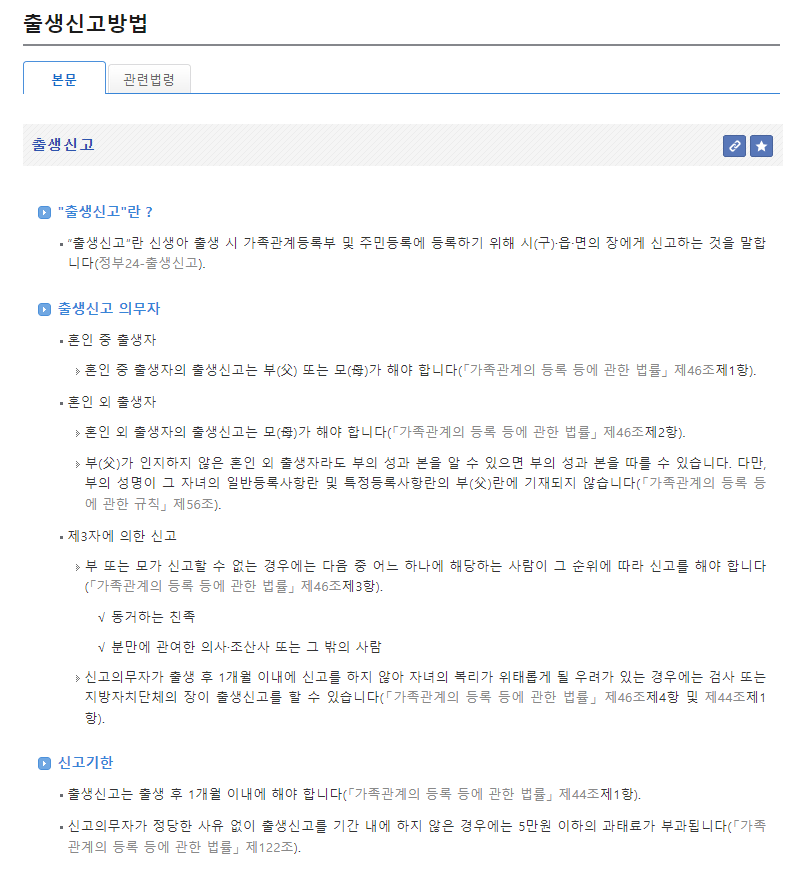 출생신고방법
본문
관련법령
출생신고
"출생신고"란 ?
"출생신고"란 신생아 출생 시 가족관계등록부 및 주민등록에 등록하기 위해 시(구)·읍·면의 장에게 신고하는 것을 말합
니다(정부24-출생신고).
출생신고 의무자
혼인 중 출생자
혼인 중 출생자의 출생신고는 부(父) 또는 모(母)가 해야 합니다(「가족관계의 등록 등에 관한 법률」 제46조제1항).
혼인 외 출생자
혼인 외 출생자의 출생신고는 모(母)가 해야 합니다(「가족관계의 등록 등에 관한 법률」 제46조제2항).
부(父)가 인지하지 않은 혼인 외 출생자라도 부의 성과 본을 알 수 있으면 부의 성과 본을 따를 수 있습니다. 다만,
부의 성명이 그 자녀의 일반등록사항란 및 특정등록사항란의 부(父)란에 기재되지 않습니다(「가족관계의 등록 등
에 관한 규칙」 제56조).
제3자에 의한 신고
부 또는 모가 신고할 수 없는 경우에는 다음 중 어느 하나에 해당하는 사람이 그 순위에 따라 신고를 해야 합니다
(「가족관계의 등록 등에 관한 법률」 제46조제3항).
√ 동거하는 친족
√ 분만에 관여한 의사·조산사 또는 그 밖의 사람
신고의무자가 출생 후 1개월 이내에 신고를 하지 않아 자녀의 복리가 위태롭게 될 우려가 있는 경우에는 검사 또는
지방자치단체의 장이 출생신고를 할 수 있습니다(「가족관계의 등록 등에 관한 법률」 제46조제4항 및 제44조제1
항).
신고기한
출생신고는 출생 후 1개월 이내에 해야 합니다(「가족관계의 등록 등에 관한 법률」 제44조제1항).
신고의무자가 정당한 사유 없이 출생신고를 기간 내에 하지 않은 경우에는 5만원 이하의 과태료가 부과됩니다(「가족
관계의 등록 등에 관한 법률」 제122조).